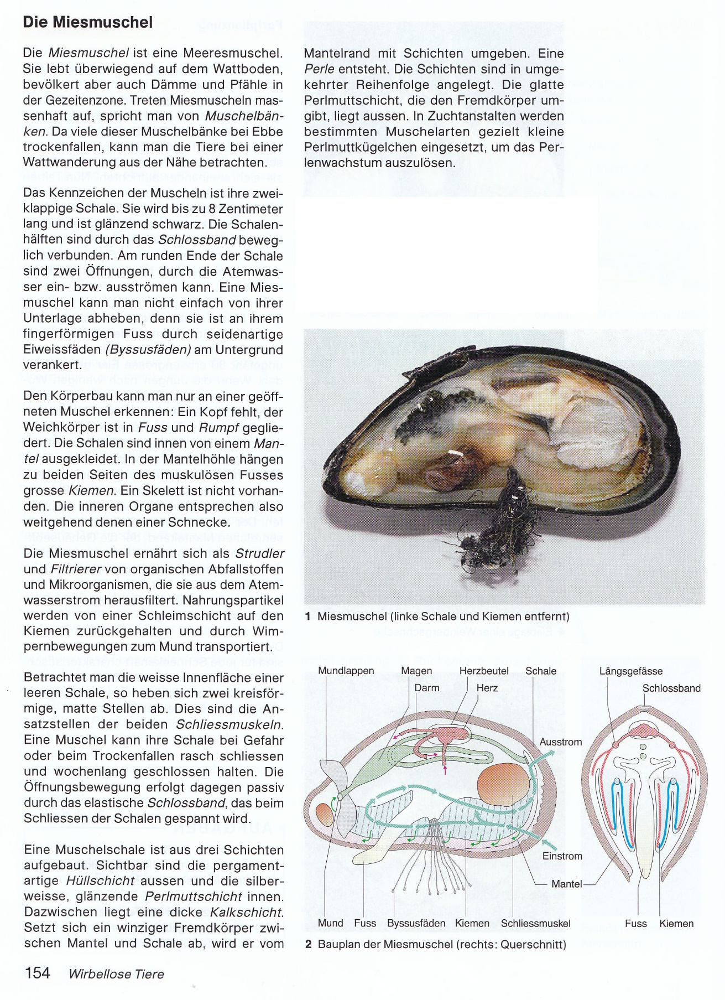 Die Miesmuschel
Die Miesmuschel ist eine Meeresmuschel.
Sie lebt überwiegend auf dem Wattboden,
bevölkert aber auch Dämme und Pfähle in
der Gezeitenzone. Treten Miesmuscheln mas-
senhaft auf, spricht man von Muschelbän-
ken. Da viele dieser Muschelbänke bei Ebbe
trockenfallen, kann man die Tiere bei einer
Wattwanderung aus der Nähe betrachten.
Das Kennzeichen der Muscheln ist ihre zwei-
klappige Schale. Sie wird bis zu 8 Zentimeter
lang und ist glänzend schwarz. Die Schalen-
hälften sind durch das Schlossband beweg-
lich verbunden. Am runden Ende der Schale
sind zwei Öffnungen, durch die Atemwas-
ser ein- bzw. ausströmen kann. Eine Mies-
muschel kann man nicht einfach von ihrer
Unterlage abheben, denn sie ist an ihrem
fingerförmigen Fuss durch seidenartige
Eiweissfäden (Byssusfäden) am Untergrund
verankert.
Den Körperbau kann man nur an einer geöff-
neten Muschel erkennen: Ein Kopf fehlt, der
Weichkörper ist in Fuss und Rumpf geglie-
dert. Die Schalen sind innen von einem Man-
tel ausgekleidet. In der Mantelhöhle hängen
zu beiden Seiten des muskulösen Fusses
grosse Kiemen. Ein Skelett ist nicht vorhan-
den. Die inneren Organe entsprechen also
weitgehend denen einer Schnecke.
Die Miesmuschel ernährt sich als Strudler
und Filtrierer von organischen Abfallstoffen
und Mikroorganismen, die sie aus dem Atem-
wasserstrom herausfiltert. Nahrungspartikel
werden von einer Schleimschicht auf den
Kiemen zurückgehalten und durch Wim-
pernbewegungen zum Mund transportiert.
Betrachtet man die weisse Innenfläche einer
leeren Schale, so heben sich zwei kreisför-
mige, matte Stellen ab. Dies sind die An-
satzstellen der beiden Schliessmuskeln.
Eine Muschel kann ihre Schale bei Gefahr
oder beim Trockenfallen rasch schliessen
und wochenlang geschlossen halten. Die
Öffnungsbewegung erfolgt dagegen passiv
durch das elastische Schlossband, das beim
Schliessen der Schalen gespannt wird.
Eine Muschelschale ist aus drei Schichten
aufgebaut. Sichtbar sind die pergament-
artige Hüllschicht aussen und die silber-
weisse, glänzende Perlmuttschicht innen.
Dazwischen liegt eine dicke Kalkschicht.
Setzt sich ein winziger Fremdkörper zwi-
schen Mantel und Schale ab, wird er vom
Mantelrand mit Schichten umgeben. Eine
Perle entsteht. Die Schichten sind in umge-
kehrter Reihenfolge angelegt. Die glatte
Perlmuttschicht, die den Fremdkörper um-
gibt, liegt aussen. In Zuchtanstalten werden
bestimmten Muschelarten gezielt kleine
Perlmuttkügelchen eingesetzt, um das Per-
lenwachstum auszulösen.
1 Miesmuschel (linke Schale und Kiemen entfernt)
Mundlappen Magen Herzbeutel Schale Längsgefässe
Darm Herz Schlossband
Ausstrom
Einstrom
Mantel
Mund Fuss Byssusfäden Kiemen Schliessmuskel Fuss Kiemen
2 Bauplan der Miesmuschel (rechts: Querschnitt)
154 Wirbellose Tiere